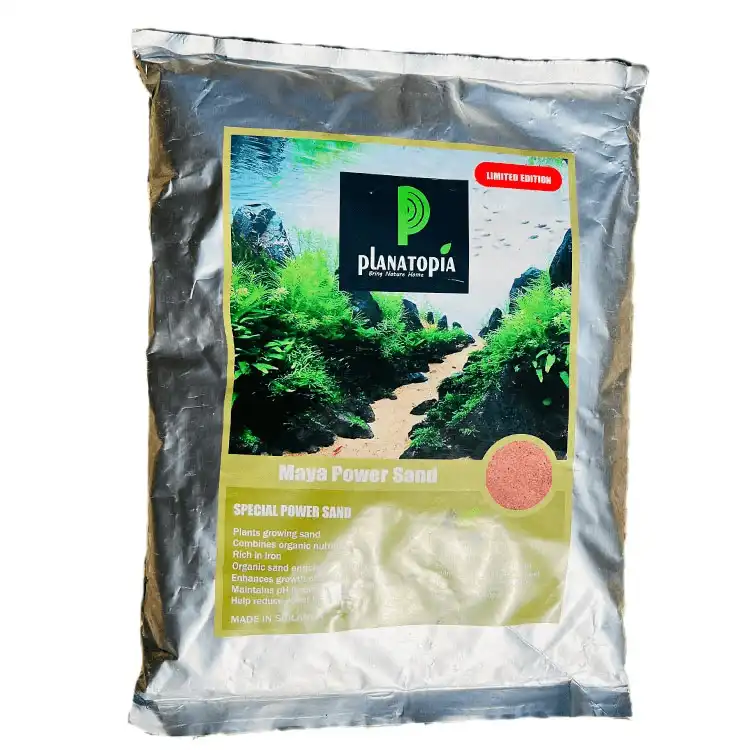 LIMITED EDITION
P
PLANATOPIA
Bring Nature Home
Maya Power Sand
SPECIAL POWER SAND
Plants growing sand
Combines organic
Rich in Iron
Organic sand
Enhances growth
Maintains pH
Help reduce
MADE IN